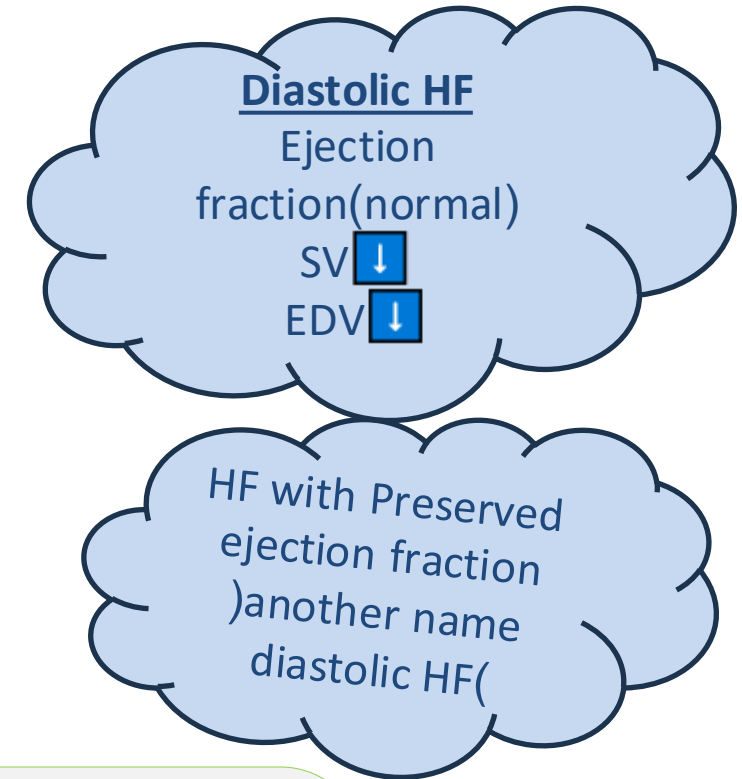 Diastolic HF
Ejection
fraction(normal)
SV⬇️
EDV⬇️
HF with Preserved
ejection fraction
)another name
diastolic HF(